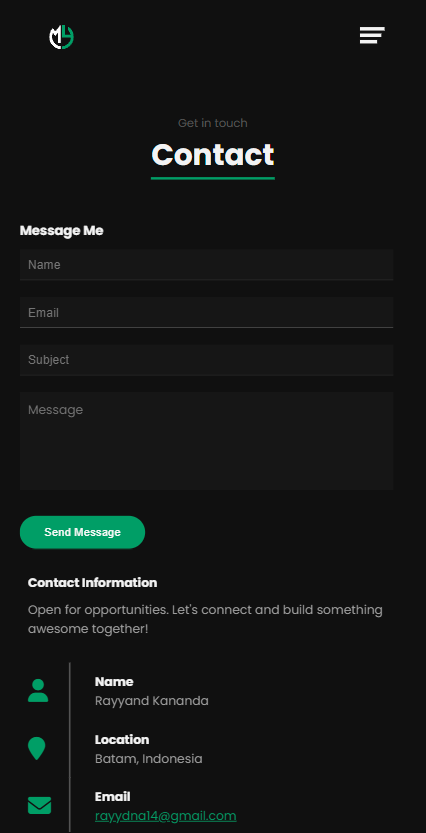 Get in touch
Contact
Message Me
Name
Email
Subject
Message
Send Message
Contact Information
Open for opportunities. Let's connect and build something
awesome together!
Name
Rayyand Kananda
Location
Batam, Indonesia
Email
rayydna14@gmail.com